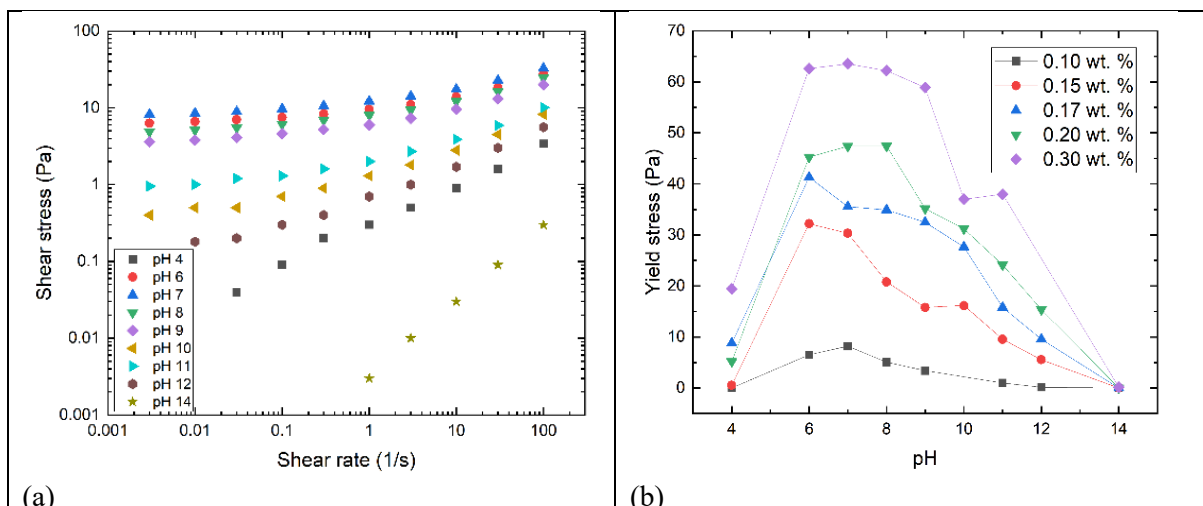 100
10
1
0.1
0.01
0.001
0.001
0.01
0.1
1
10
100
Shear stress (Pa)
Shear rate (1/s)
pH 4
pH 6
pH 7
pH 8
pH 9
pH 10
pH 11
pH 12
pH 14
(a)
70
60
50
40
30
20
10
0
4
6
8
10
12
14
Yield stress (Pa)
pH
0.10 wt. %
0.15 wt. %
0.17 wt. %
0.20 wt. %
0.30 wt. %
(b)